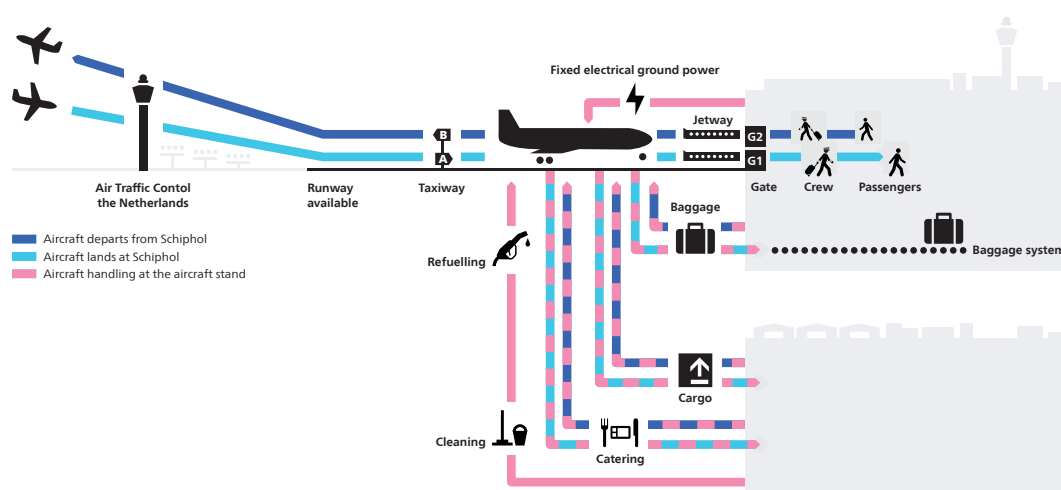 Fixed electrical ground power
Jetway
B
A
G2
G1
Air Traffic Contol
the Netherlands
Runway
available
Taxiway
Gate
Crew
Passengers
Baggage
Aircraft departs from Schiphol
Aircraft lands at Schiphol
Aircraft handling at the aircraft stand
Refuelling
Baggage system
Cargo
Cleaning
Catering